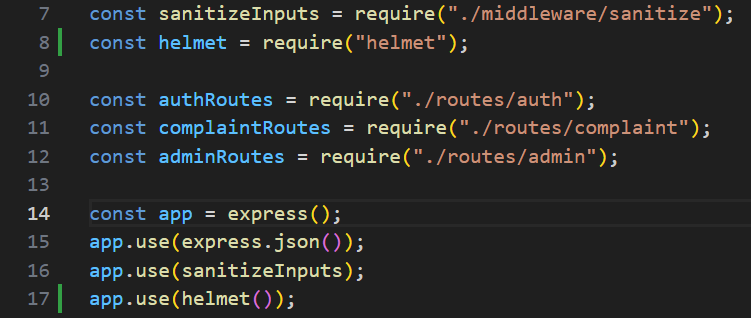 7 const sanitizeInputs = require("./middleware/sanitize");
8 const helmet = require("helmet");
9
10 const authRoutes = require("./routes/auth");
11 const complaintRoutes = require("./routes/complaint");
12 const adminRoutes = require("./routes/admin");
13
14 const app = express();
15 app.use(express.json());
16 app.use(sanitizeInputs);
17 app.use(helmet());